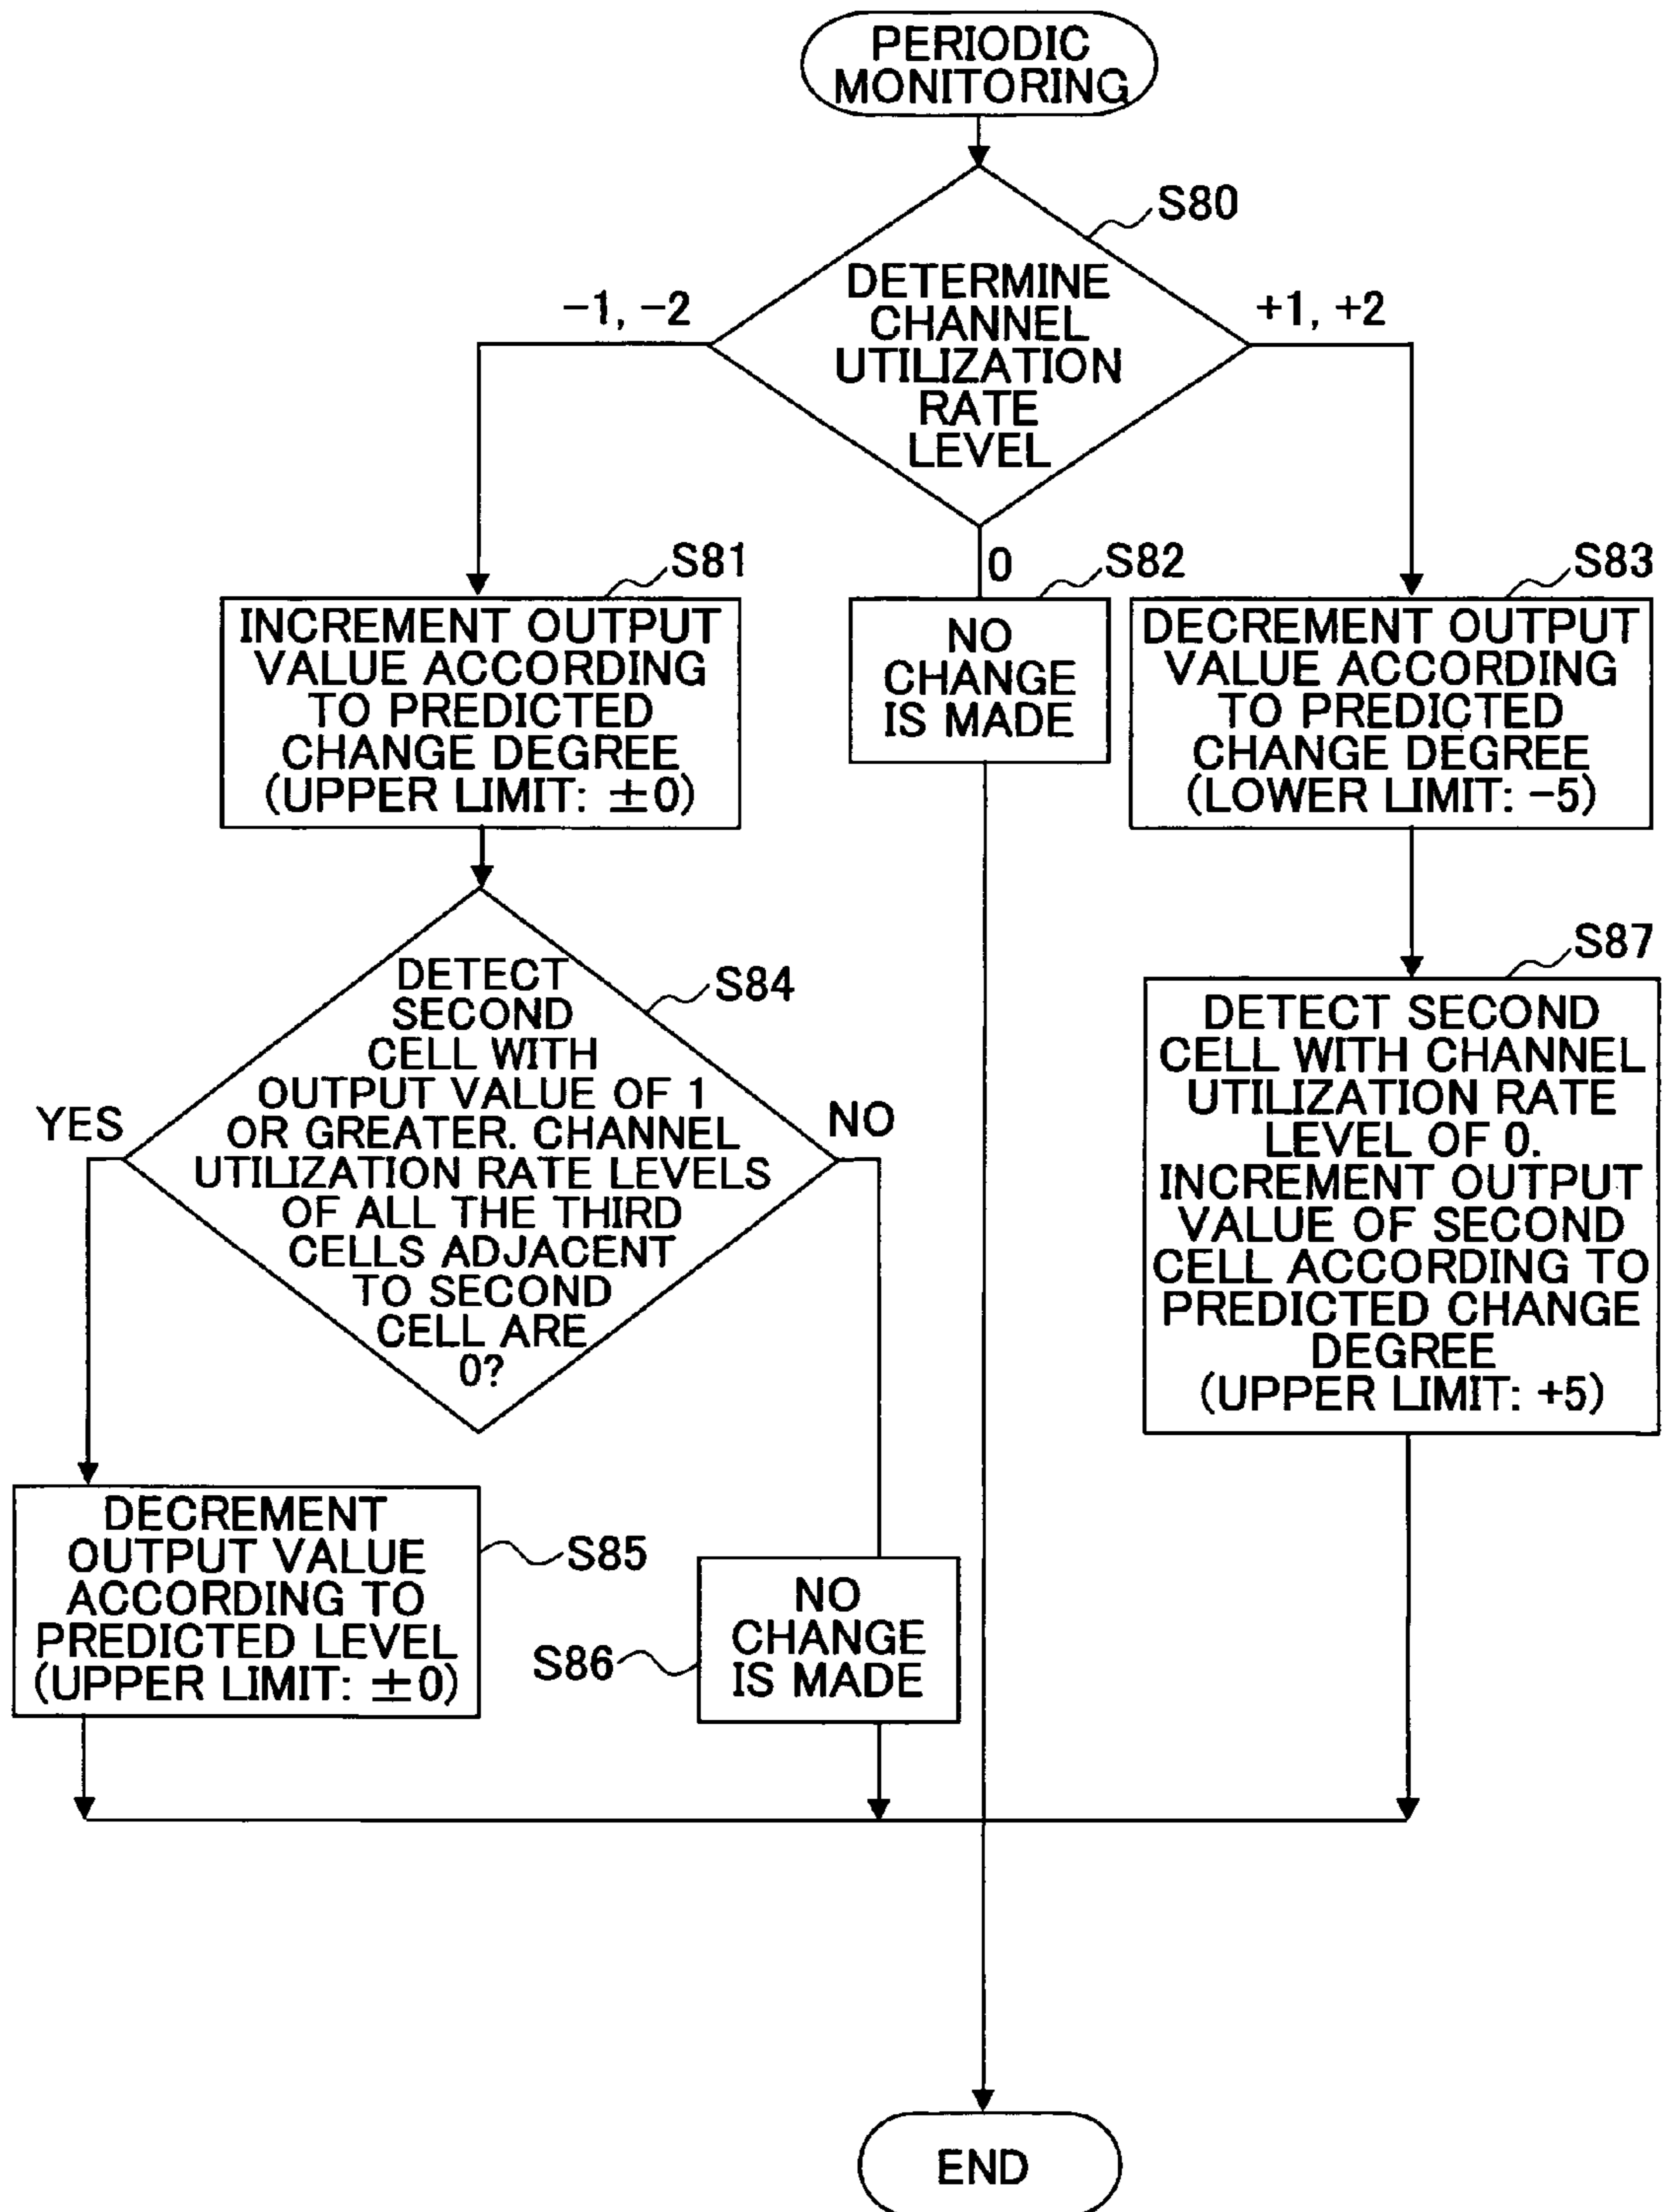 PERIODIC
MONITORING
S80
DETERMINE
CHANNEL
UTILIZATION
RATE
LEVEL
-1, -2
+1, +2
0
S81
INCREMENT OUTPUT
VALUE ACCORDING
TO PREDICTED
CHANGE DEGREE
(UPPER LIMIT: ±0)
S82
NO
CHANGE
IS MADE
S83
DECREMENT OUTPUT
VALUE ACCORDING
TO PREDICTED
CHANGE DEGREE
(LOWER LIMIT: -5)
S84
DETECT
SECOND
CELL WITH
OUTPUT VALUE OF 1
OR GREATER. CHANNEL
UTILIZATION RATE LEVELS
OF ALL THE THIRD
CELLS ADJACENT
TO SECOND
CELL ARE
0?
YES
NO
S87
DETECT SECOND
CELL WITH CHANNEL
UTILIZATION RATE
LEVEL OF 0.
INCREMENT OUTPUT
VALUE OF SECOND
CELL ACCORDING TO
PREDICTED CHANGE
DEGREE
(UPPER LIMIT: +5)
DECREMENT
OUTPUT VALUE
ACCORDING TO
PREDICTED LEVEL
(UPPER LIMIT: ±0)
S85
S86
NO
CHANGE
IS MADE
END